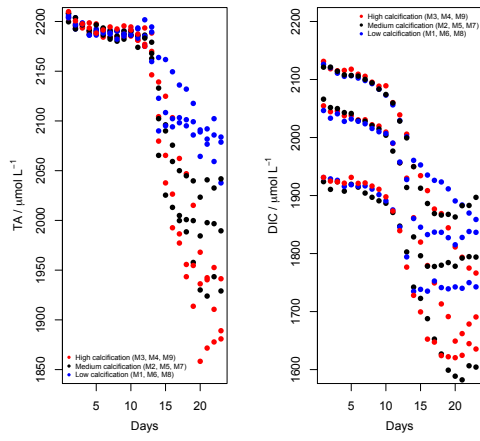 TA / μmol L⁻¹
2200
2150
2100
2050
2000
1950
1900
1850
High calcification (M3, M4, M9)
Medium calcification (M2, M5, M7)
Low calcification (M1, M6, M8)
5 10 15 20
Days
DIC / μmol L⁻¹
2200
2100
2000
1900
1800
1700
1600
High calcification (M3, M4, M9)
Medium calcification (M2, M5, M7)
Low calcification (M1, M6, M8)
5 10 15 20
Days